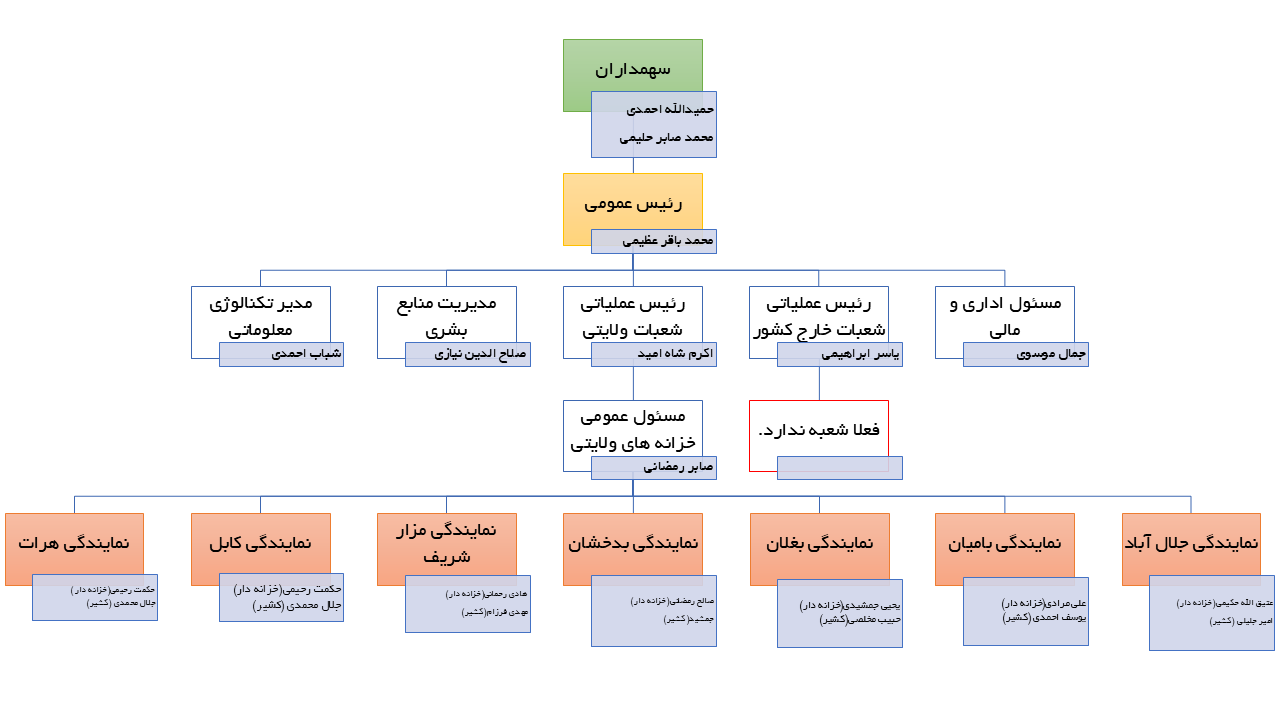 سهمداران
حمیدالله احمدی
محمد صابر حلیمی
رئیس عمومی
محمد باقر عظیمی
مسئول اداری و
مالی
جمال موسوی
رئیس عملیاتی
شعبات خارج کشور
یاسر ابراهیمی
رئیس عملیاتی
شعبات ولایتی
اکرم شاه امید
مدیریت منابع
بشری
صلاح الدین نیازی
مدیر تکنالوژی
معلوماتی
شباب احمدی
فعلا شعبه ندارد.
مسئول عمومی
خزانه های ولایتی
صابر رمضانی
نمایندگی جلال آباد
عتیق الله حکیمی(خزانه دار)
امیر جلیلی (کشیر)
نمایندگی بامیان
علی مرادی(خزانه دار)
یوسف احمدی (کشیر)
نمایندگی بغلان
یحیی جمشیدی(خزانه دار)
حبیب مخلصی(کشیر)
نمایندگی بدخشان
صالح رمضانی(خزانه دار)
جمشید(کشیر)
نمایندگی مزار
شریف
هادی رحمانی(خزانه دار)
مهدی فرزام(کشیر)
نمایندگی کابل
حکمت رحیمی(خزانه دار)
جلال محمدی (کشیر)
نمایندگی هرات
حکمت رحیمی(خزانه دار)
جلال محمدی (کشیر)